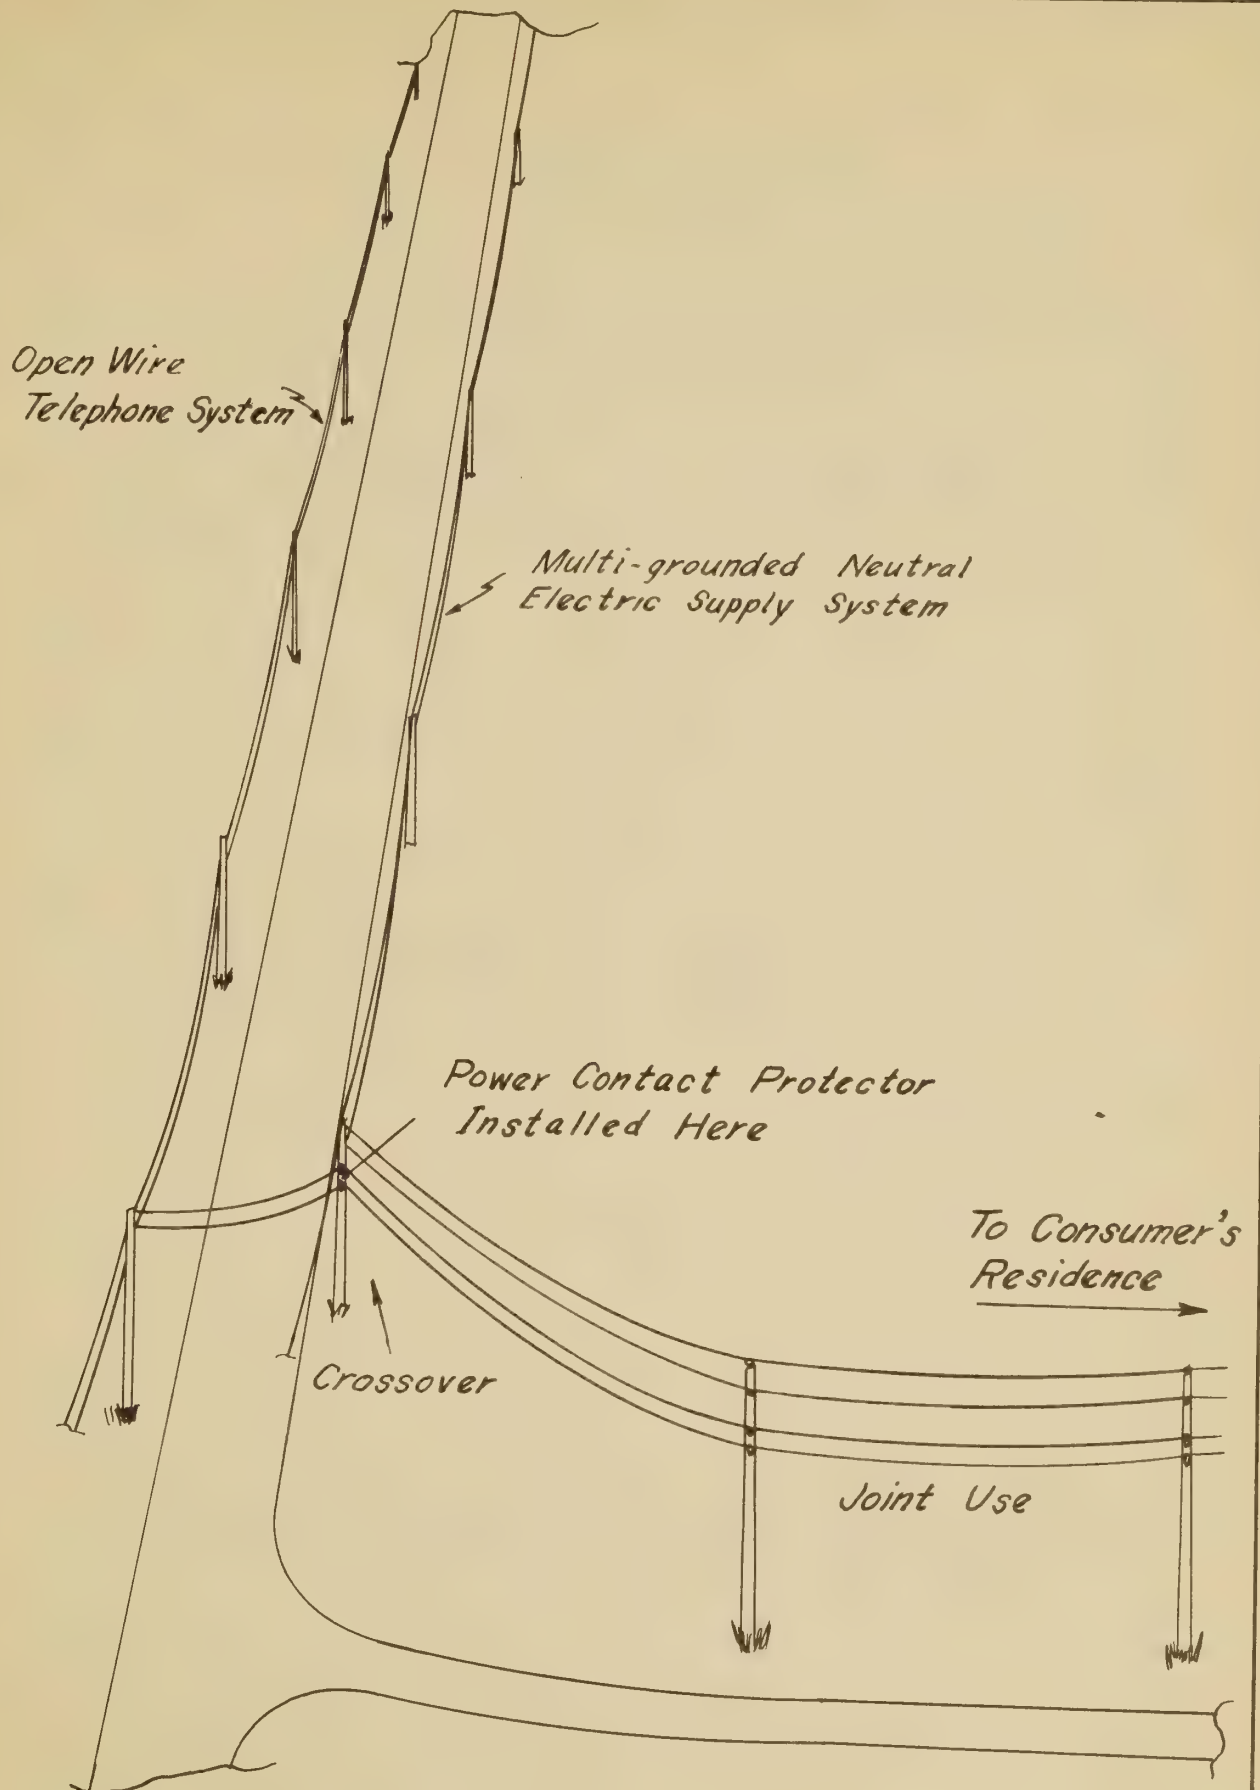 Open Wire
Telephone System
Multi-grounded Neutral
Electric Supply System
Power Contact Protector
Installed Here
To Consumer's
Residence
Crossover
Joint Use